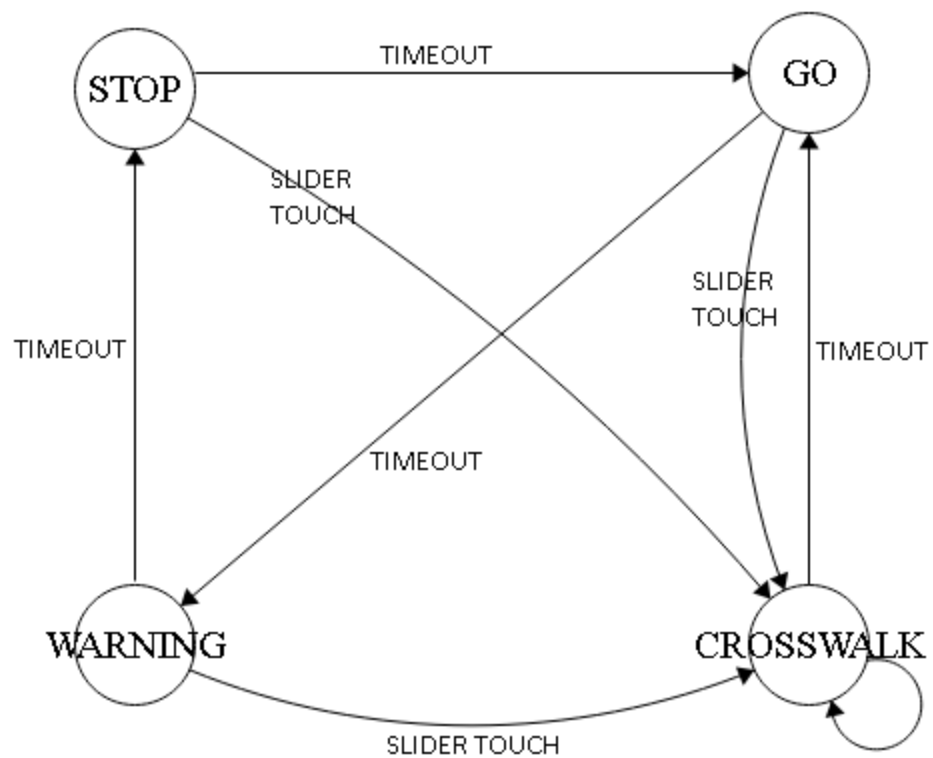 TIMEOUT
STOP
GO
SLIDER
TOUCH
SLIDER
TOUCH
TIMEOUT
TIMEOUT
TIMEOUT
WARNING
CROSSWALK
SLIDER TOUCH